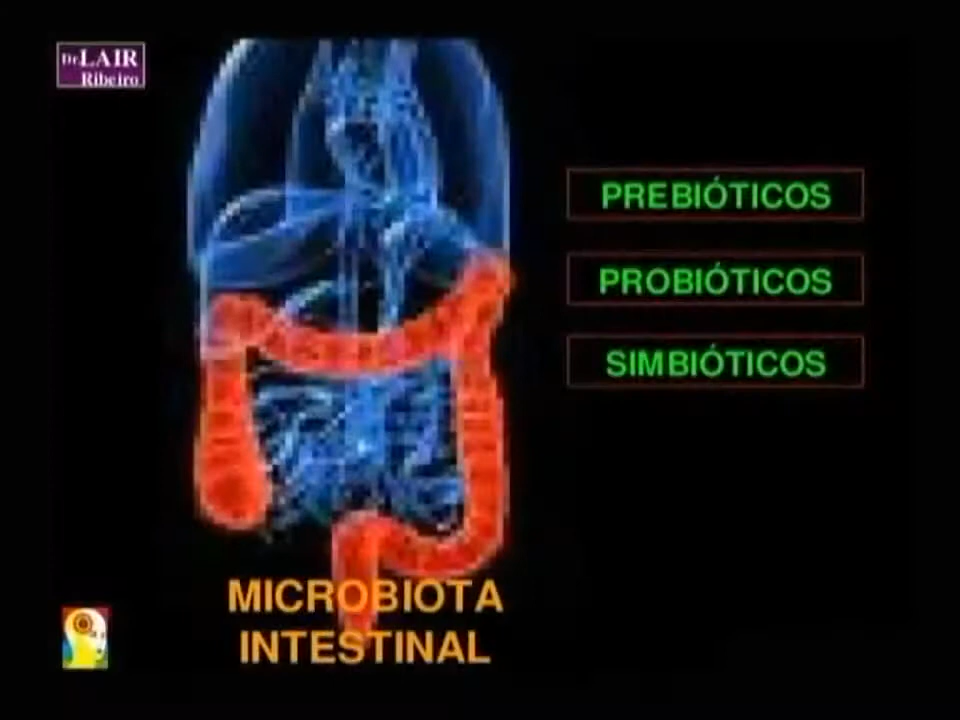 Dr. LAIR
Ribeiro
PREBIÓTICOS
PROBIÓTICOS
SIMBIÓTICOS
MICROBIOTA
INTESTINAL